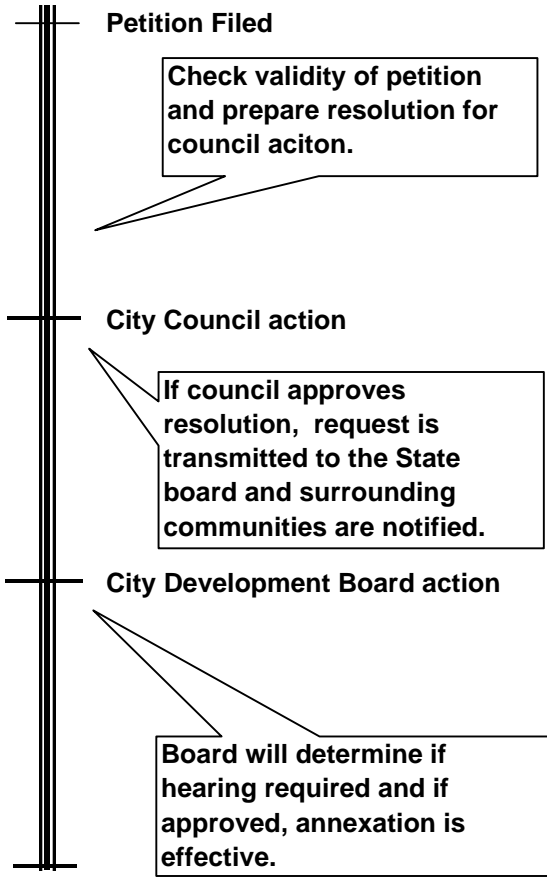 Petition Filed
Check validity of petition
and prepare resolution for
council aciton.
City Council action
If council approves
resolution,  request is
transmitted to the State
board and surrounding
communities are notified.
City Development Board action
Board will determine if
hearing required and if
approved, annexation is
effective.